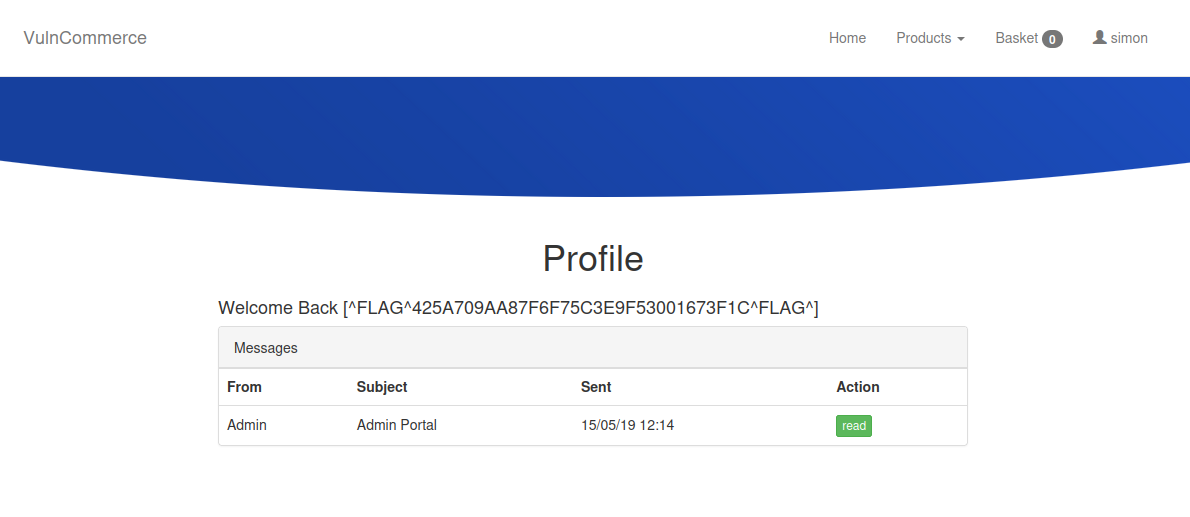 VulnCommerce Home Products Basket 0 simon
Profile
Welcome Back [^FLAG^425A709AA87F6F75C3E9F53001673F1C^FLAG^]
Messages
From Subject Sent Action
Admin Admin Portal 15/05/19 12:14 read